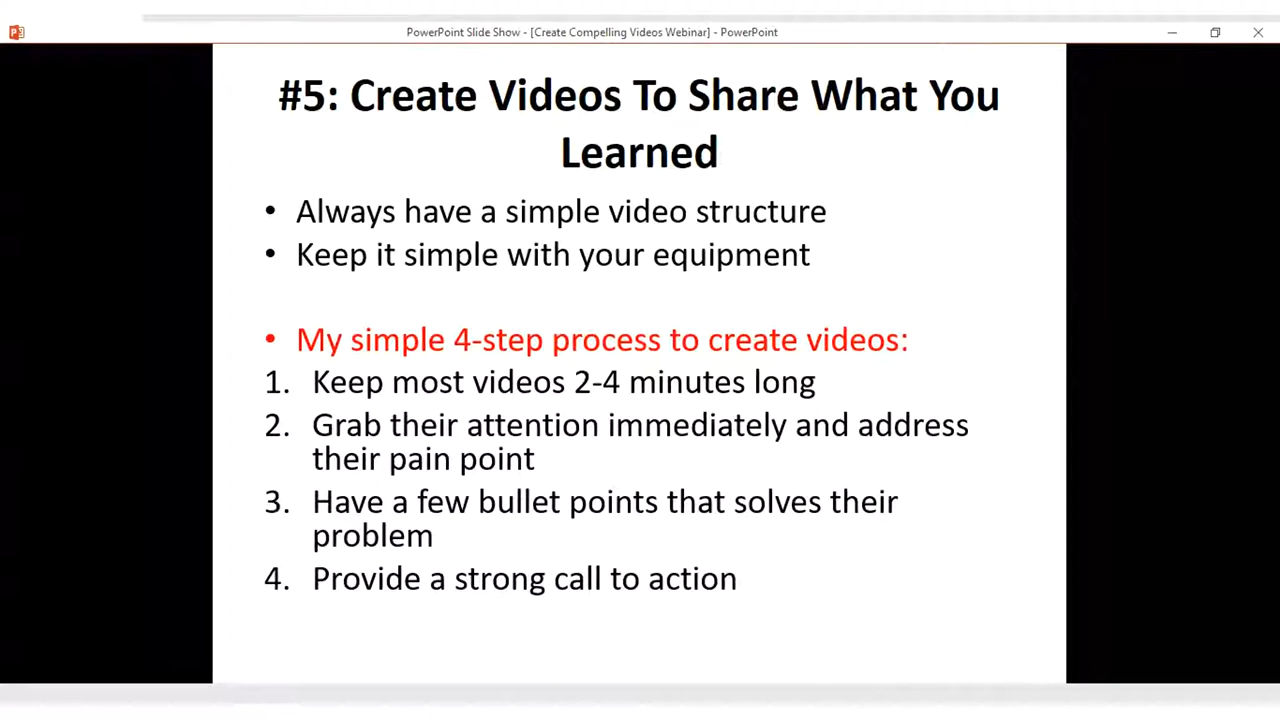 PowerPoint Slide Show - [Create Compelling Videos Webinar] - PowerPoint
#5: Create Videos To Share What You
Learned
• Always have a simple video structure
• Keep it simple with your equipment
• My simple 4-step process to create videos:
1. Keep most videos 2-4 minutes long
2. Grab their attention immediately and address
their pain point
3. Have a few bullet points that solves their
problem
4. Provide a strong call to action